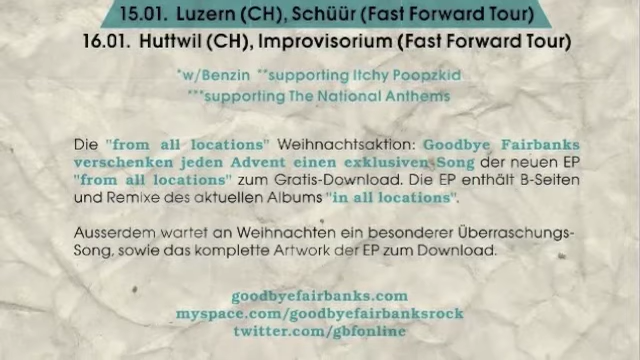 15.01. Luzern (CH), Schüür (Fast Forward Tour)
16.01. Huttwil (CH), Improvisorium (Fast Forward Tour)
*w/Benzin **supporting Itchy Poopzkid
***supporting The National Anthems
Die "from all locations" Weihnachtsaktion: Goodbye Fairbanks
verschenken jeden Advent einen exklusiven Song der neuen EP
"from all locations" zum Gratis-Download. Die EP enthält B-Seiten
und Remixe des aktuellen Albums "in all locations".
Ausserdem wartet an Weihnachten ein besonderer Überraschungs-
Song, sowie das komplette Artwork der EP zum Download.
goodbyefairbanks.com
myspace.com/goodbyefairbanksrock
twitter.com/gbfonline